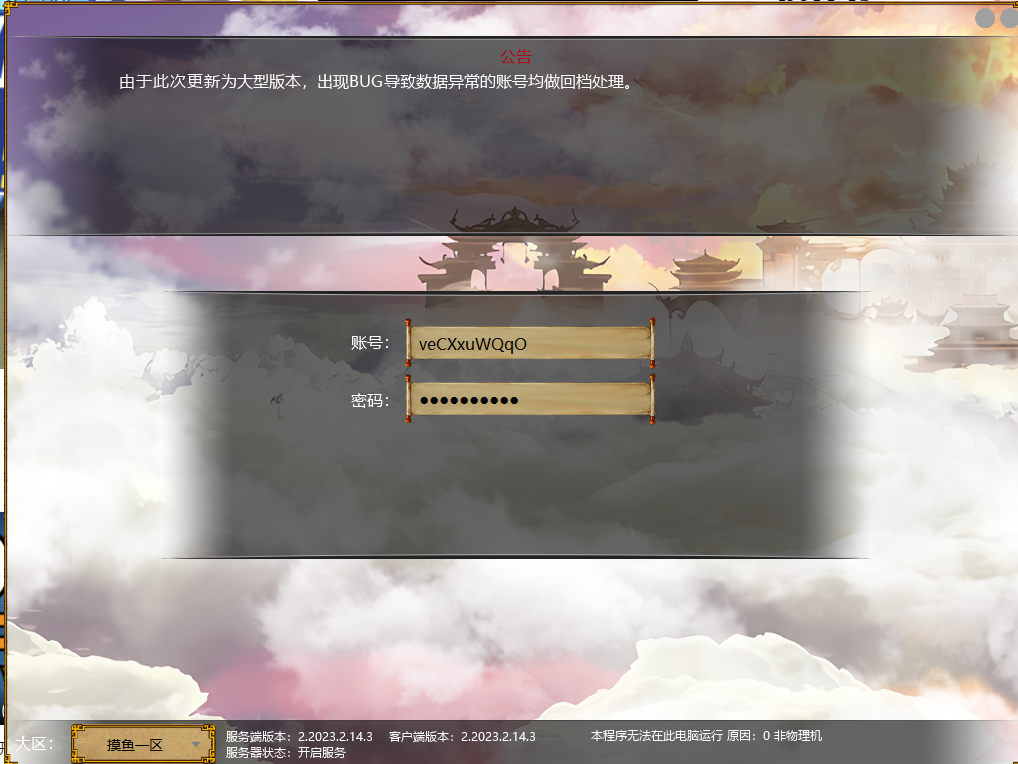 公告
由于此次更新为大型版本，出现BUG导致数据异常的账号均做回档处理。
账号： veCXxuWQqO
密码： ●●●●●●●●●●
大区： 摸鱼一区
服务端版本：2.2023.2.14.3 客户端版本：2.2023.2.14.3 本程序无法在此电脑运行 原因：0 非物理机
服务器状态：开启服务